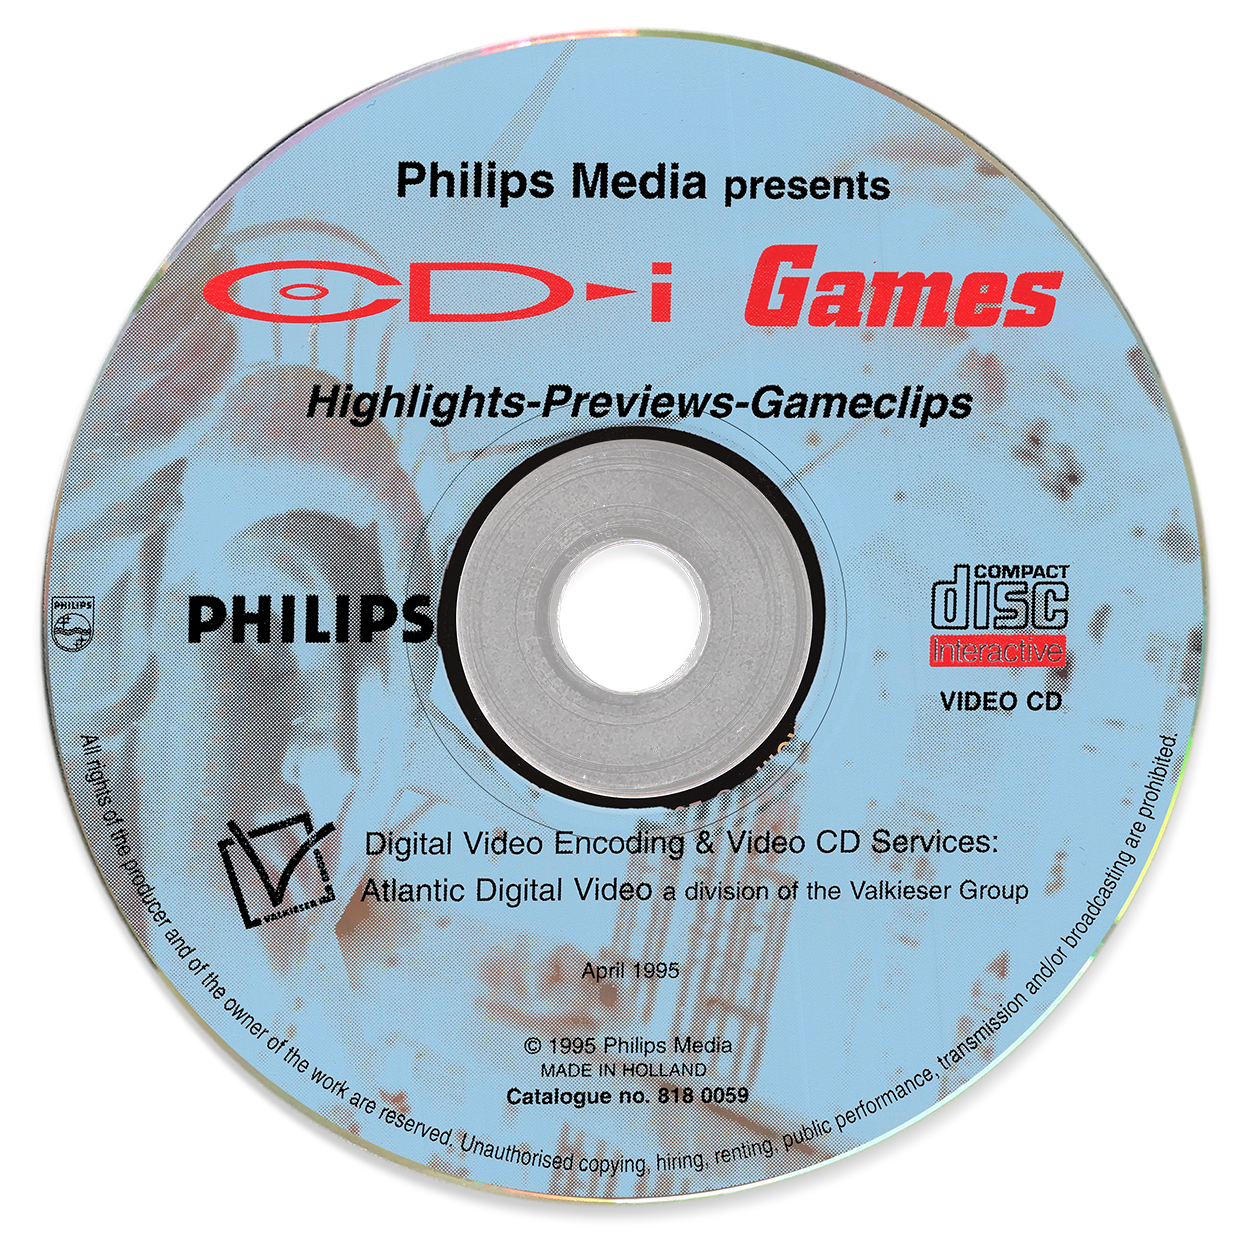 Philips Media presents
CD-i Games
Highlights-Previews-Gameclips
PHILIPS
PHILIPS
COMPACT
disc
Interactive
VIDEO CD
Digital Video Encoding & Video CD Services:
Atlantic Digital Video a division of the Valkieser Group
VALKIESER
GROUP
April 1995
© 1995 Philips Media
MADE IN HOLLAND
Catalogue no. 818 0059
All rights of the producer and of the owner of the work are reserved. Unauthorised copying, hiring, renting, public performance, transmission and/or broadcasting are prohibited.